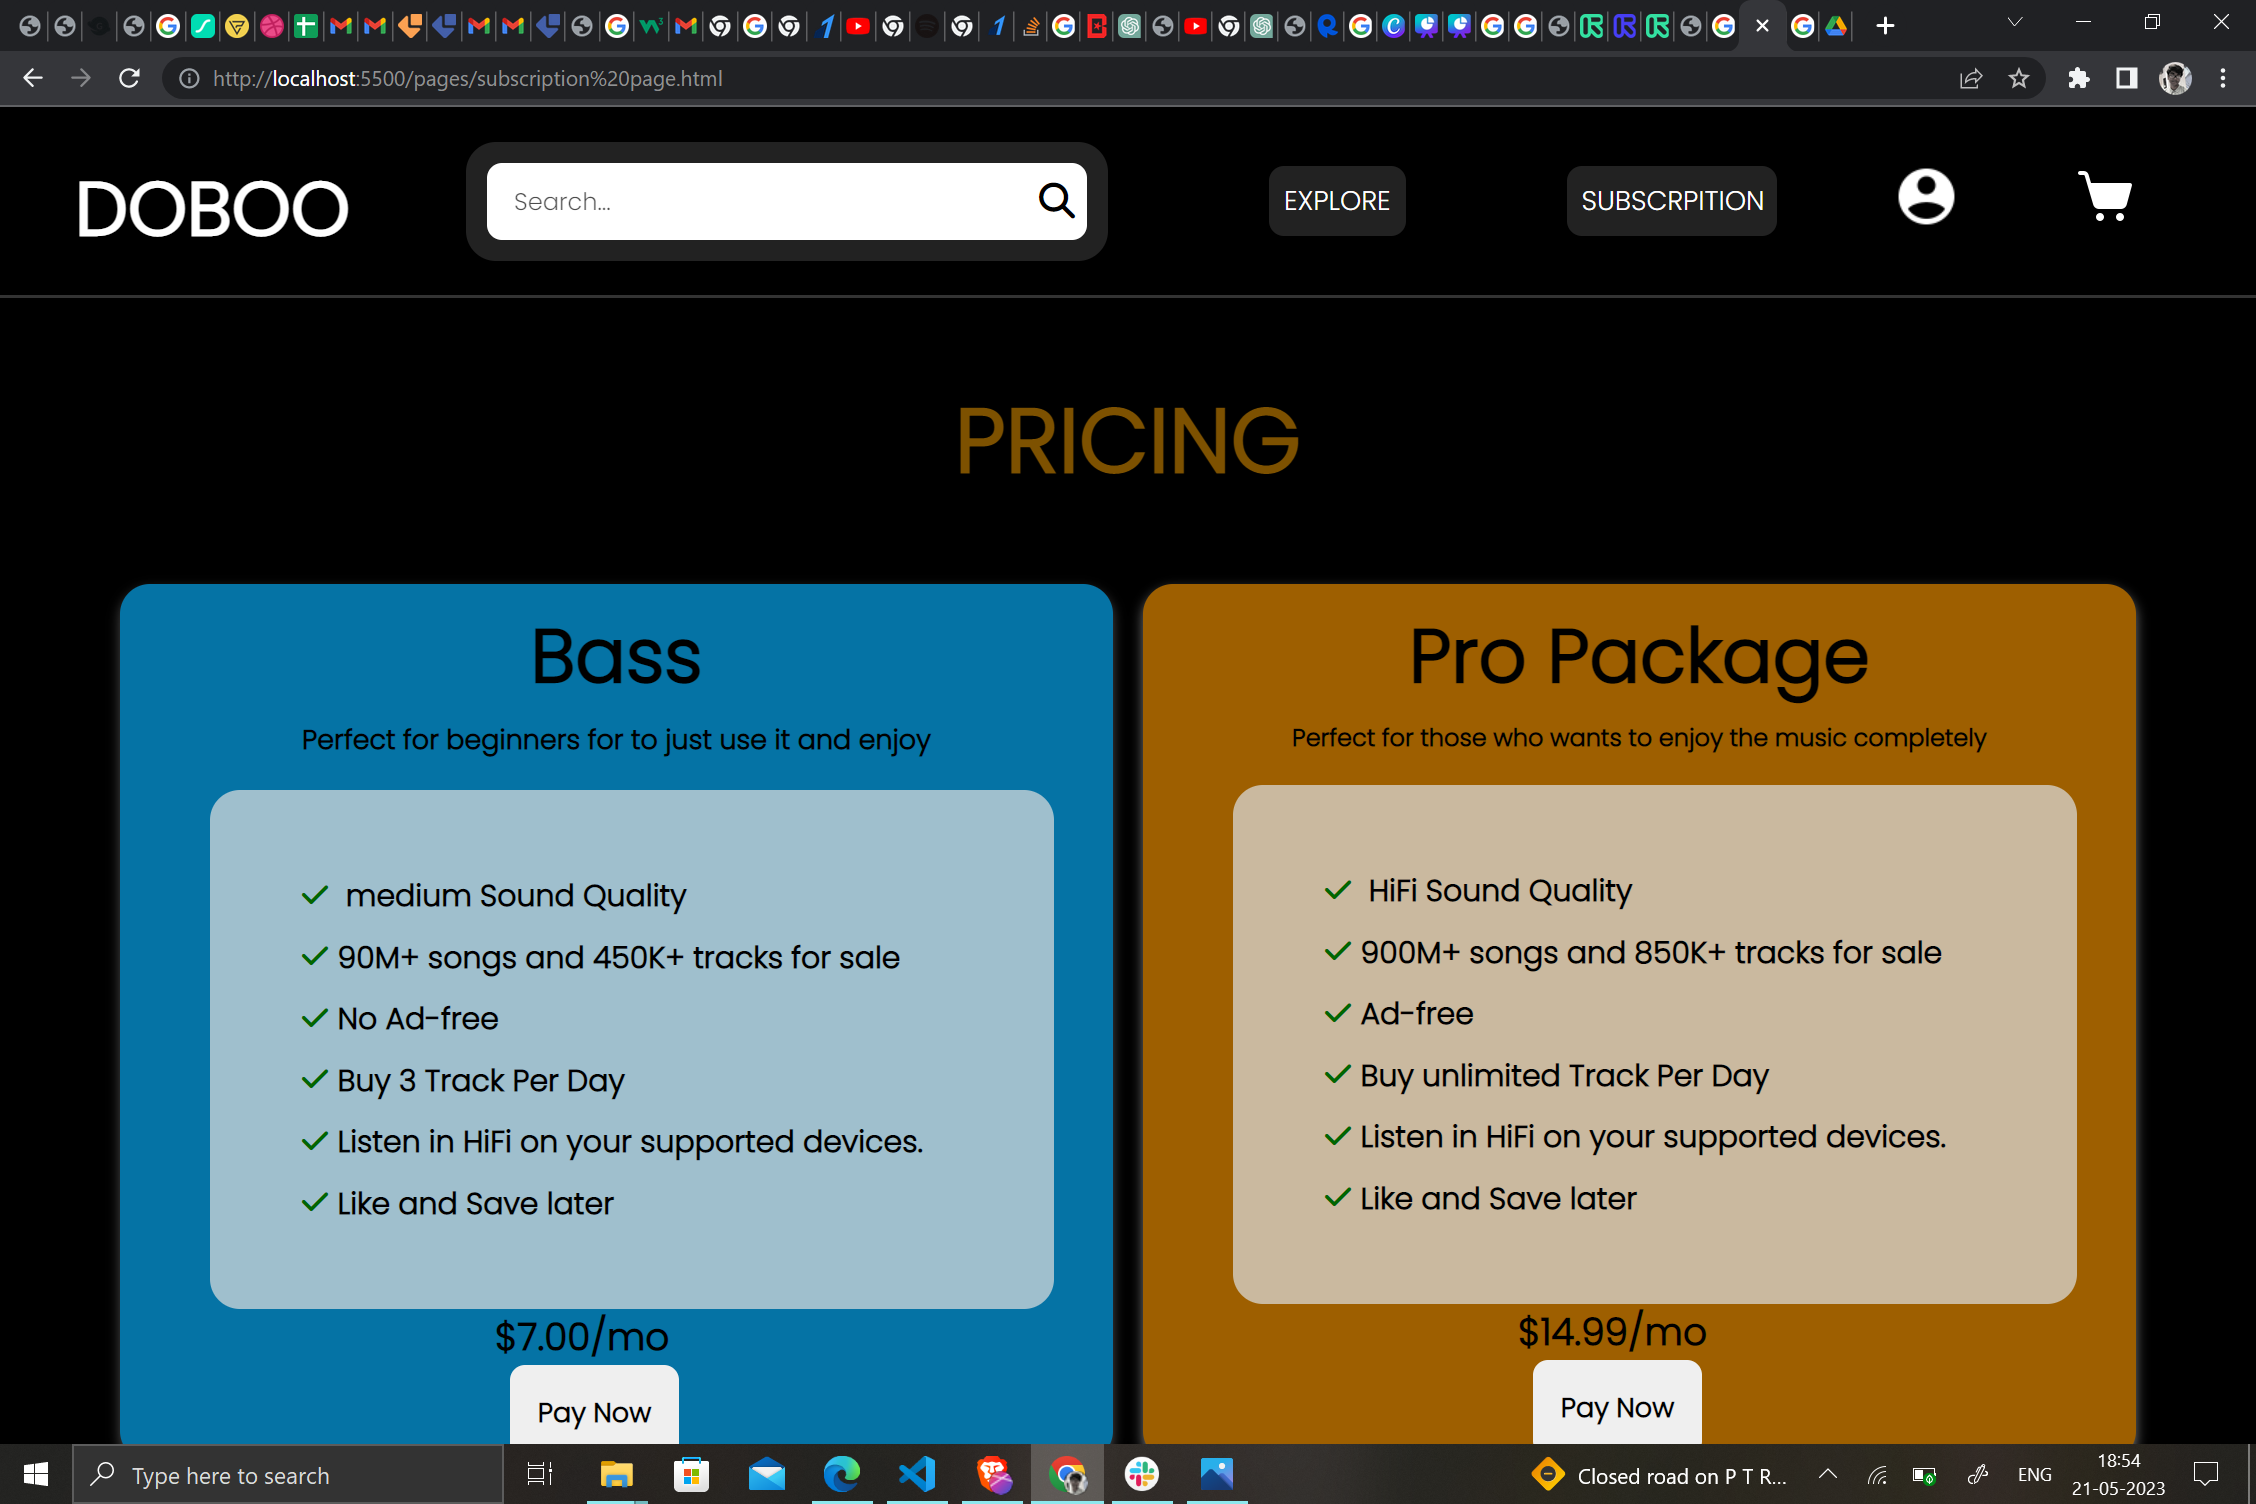 http://localhost:5500/pages/subscription%20page.html
DOBOO
Search...
EXPLORE
SUBSCRPITION
PRICING
Bass
Perfect for beginners for to just use it and enjoy
medium Sound Quality
90M+ songs and 450K+ tracks for sale
No Ad-free
Buy 3 Track Per Day
Listen in HiFi on your supported devices.
Like and Save later
$7.00/mo
Pay Now
Pro Package
Perfect for those who wants to enjoy the music completely
HiFi Sound Quality
900M+ songs and 850K+ tracks for sale
Ad-free
Buy unlimited Track Per Day
Listen in HiFi on your supported devices.
Like and Save later
$14.99/mo
Pay Now
Type here to search
Closed road on P T R...
ENG
18:54
21-05-2023